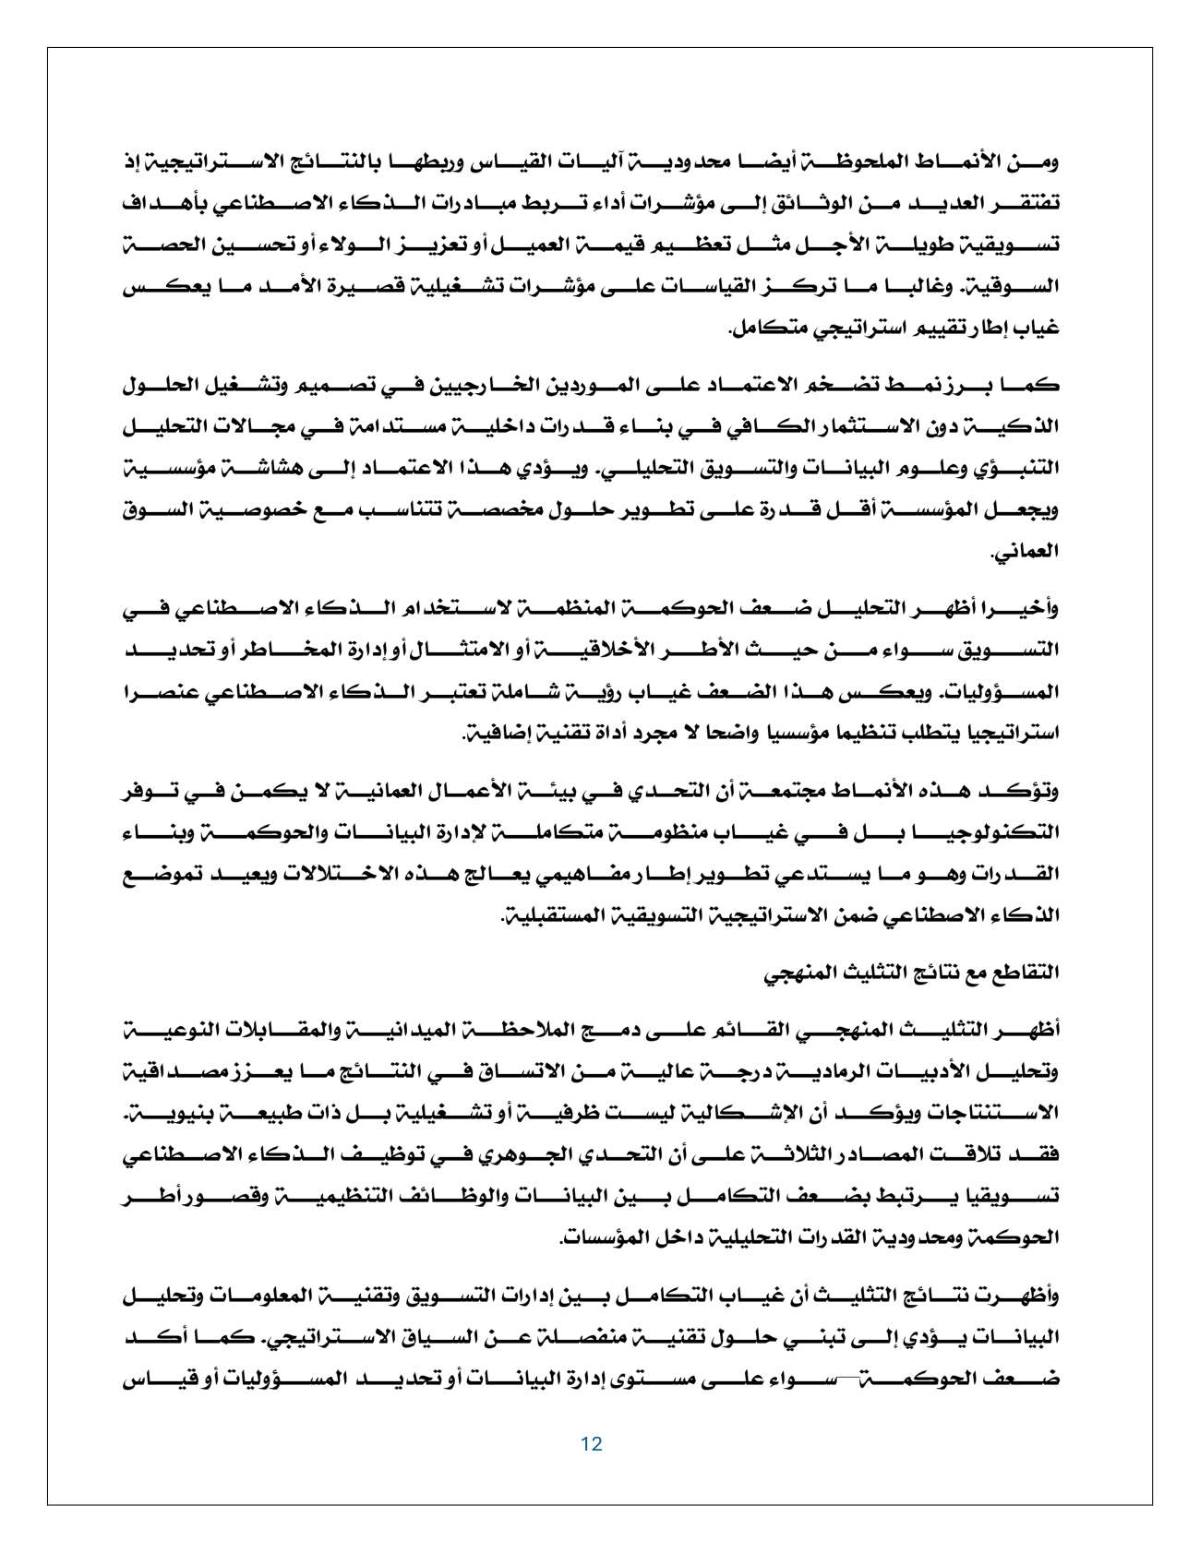 ومن الأنماط الملحوظة أيضا محدودية آليات القياس وربطها بالنتائج الاستراتيجية إذ
تفتقر العديد من الوثائق إلى مؤشرات أداء تربط مبادرات الذكاء الاصطناعي بأهداف
تسويقية طويلة الأجل مثل تعظيم قيمة العميل أو تعزيز الولاء أو تحسين الحصة
السوقية. وغالبا ما تركز القياسات على مؤشرات تشغيلية قصيرة الأمد ما يعكس
غياب إطار تقييم استراتيجي متكامل.
كما برز نمط تضخم الاعتماد على الموردين الخارجيين في تصميم وتشغيل الحلول
الذكية دون الاستثمار الكافي في بناء قدرات داخلية مستدامة في مجالات التحليل
التنبؤي وعلوم البيانات والتسويق التحليلي. ويؤدي هذا الاعتماد إلى هشاشة مؤسسية
ويجعل المؤسسة أقل قدرة على تطوير حلول مخصصة تتناسب مع خصوصية السوق
العماني.
وأخيرا أظهر التحليل ضعف الحوكمة المنظمة لاستخدام الذكاء الاصطناعي في
التسويق سواء من حيث الأطر الأخلاقية أو الامتثال أو إدارة المخاطر أو تحديد
المسؤوليات. ويعكس هذا الضعف غياب رؤية شاملة تعتبر الذكاء الاصطناعي عنصرا
استراتيجيا يتطلب تنظيما مؤسسيا واضحا لا مجرد أداة تقنية إضافية.
وتؤكد هذه الأنماط مجتمعة أن التحدي في بيئة الأعمال العمانية لا يكمن في توفر
التكنولوجيا بل في غياب منظومة متكاملة لإدارة البيانات والحوكمة وبناء
القدرات وهو ما يستدعي تطوير إطار مفاهيمي يعالج هذه الاختلالات ويعيد تموضع
الذكاء الاصطناعي ضمن الاستراتيجية التسويقية المستقبلية.
التقاطع مع نتائج التثليث المنهجي
أظهر التثليث المنهجي القائم على دمج الملاحظة الميدانية والمقابلات النوعية
وتحليل الأدبيات الرمادية درجة عالية من الاتساق في النتائج ما يعزز مصداقية
الاستنتاجات ويؤكد أن الإشكالية ليست ظرفية أو تشغيلية بل ذات طبيعة بنيوية.
فقد تلاقت المصادر الثلاثة على أن التحدي الجوهري في توظيف الذكاء الاصطناعي
تسويقيا يرتبط بضعف التكامل بين البيانات والوظائف التنظيمية وقصور أطر
الحوكمة ومحدودية القدرات التحليلية داخل المؤسسات.
وأظهرت نتائج التثليث أن غياب التكامل بين إدارات التسويق وتقنية المعلومات وتحليل
البيانات يؤدي إلى تبني حلول تقنية منفصلة عن السياق الاستراتيجي. كما أكد
ضعف الحوكمة—سواء على مستوى إدارة البيانات أو تحديد المسؤوليات أو قياس
12